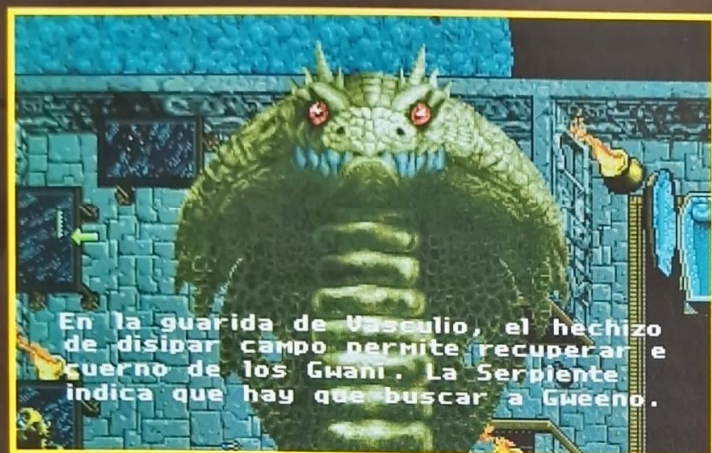 En la guarida de Vasculio, el hechizo
de disipar campo permite recuperar e
cuerno de los Gwani. La Serpiente
indica que hay que buscar a Gweeno.